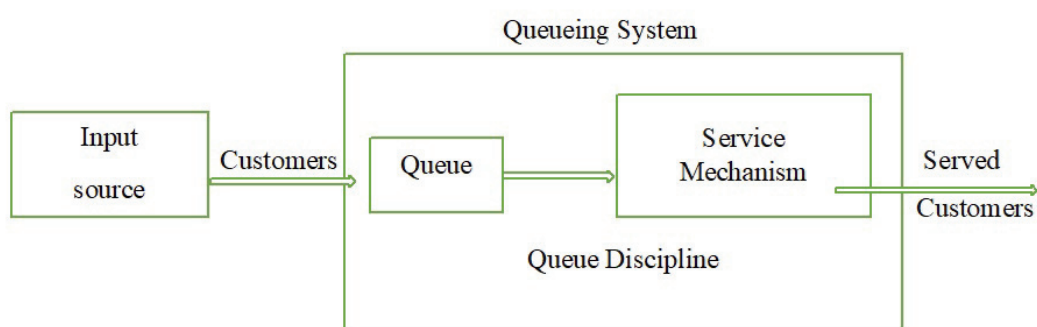 Queueing System
Input
source
Customers
Queue
Service
Mechanism
Served
Customers
Queue Discipline